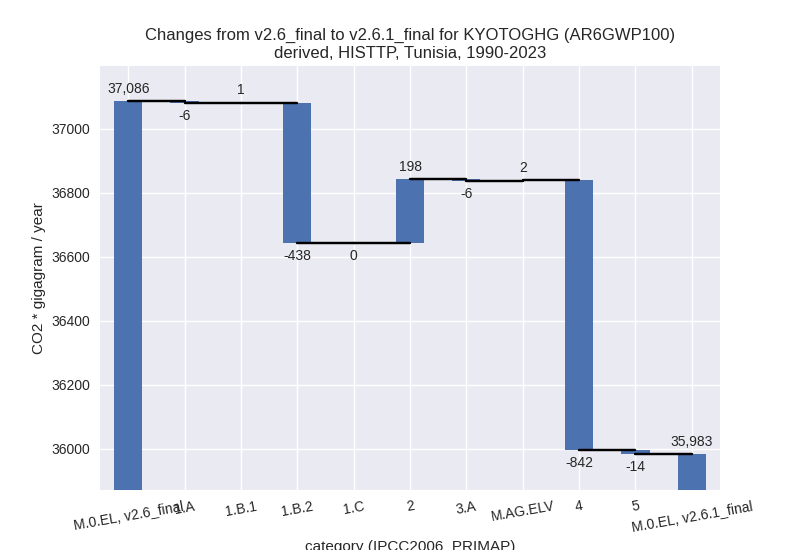 Changes from v2.6_final to v2.6.1_final for KYOTOGHG (AR6GWP100)
derived, HISTTP, Tunisia, 1990-2023
37,086
-6
1
-438
0
198
-6
2
-842
-14
35,983
37000
36800
36600
36400
36200
36000
CO2 * gigagram / year
M.0.EL, v2.6_final
1.A
1.B.1
1.B.2
1.C
2
3.A
M.AG.ELV
4
5
M.0.EL, v2.6.1_final
category (IPCC2006_PRIMAP)